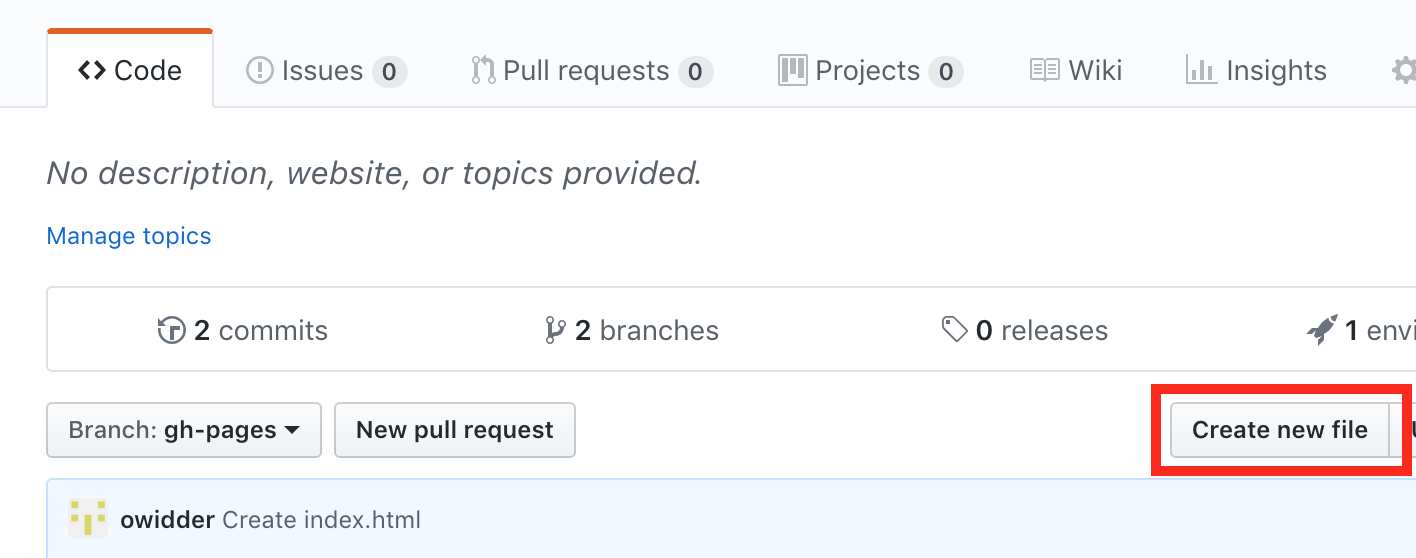 Code Issues 0 Pull requests 0 Projects 0 Wiki Insights
No description, website, or topics provided.
Manage topics
2 commits 2 branches 0 releases 1 envi
Branch: gh-pages New pull request Create new file
owidder Create index.html